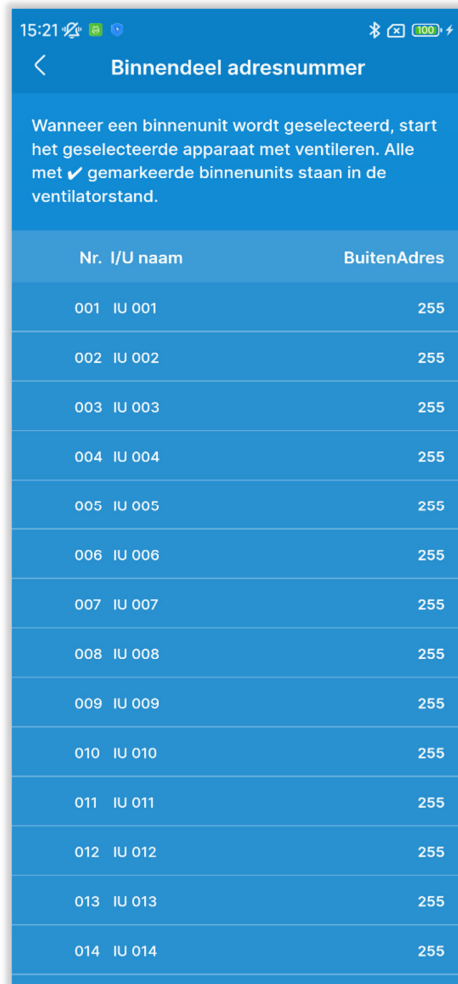 15:21 100
Binnendeel adresnummer
Wanneer een binnenunit wordt geselecteerd, start
het geselecteerde apparaat met ventileren. Alle
met ✔ gemarkeerde binnenunits staan in de
ventilatorstand.
Nr. I/U naam BuitenAdres
001 IU 001 255
002 IU 002 255
003 IU 003 255
004 IU 004 255
005 IU 005 255
006 IU 006 255
007 IU 007 255
008 IU 008 255
009 IU 009 255
010 IU 010 255
011 IU 011 255
012 IU 012 255
013 IU 013 255
014 IU 014 255